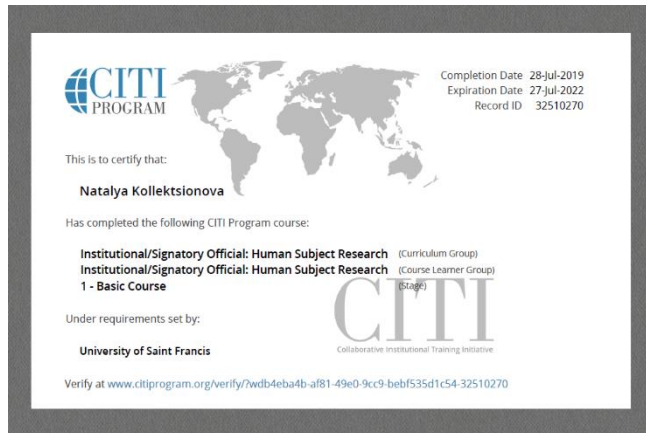 CITI
PROGRAM
Completion Date 28-Jul-2019
Expiration Date 27-Jul-2022
Record ID 32510270
This is to certify that:
Natalya Kollektsionova
Has completed the following CITI Program course:
Institutional/Signatory Official: Human Subject Research (Curriculum Group)
Institutional/Signatory Official: Human Subject Research (Course Learner Group)
1 - Basic Course (Stage)
Under requirements set by:
CITI
University of Saint Francis
Collaborative Institutional Training Initiative
Verify at www.citiprogram.org/verify/?wdb4eba4b-af81-49e0-9cc9-bebf535d1c54-32510270